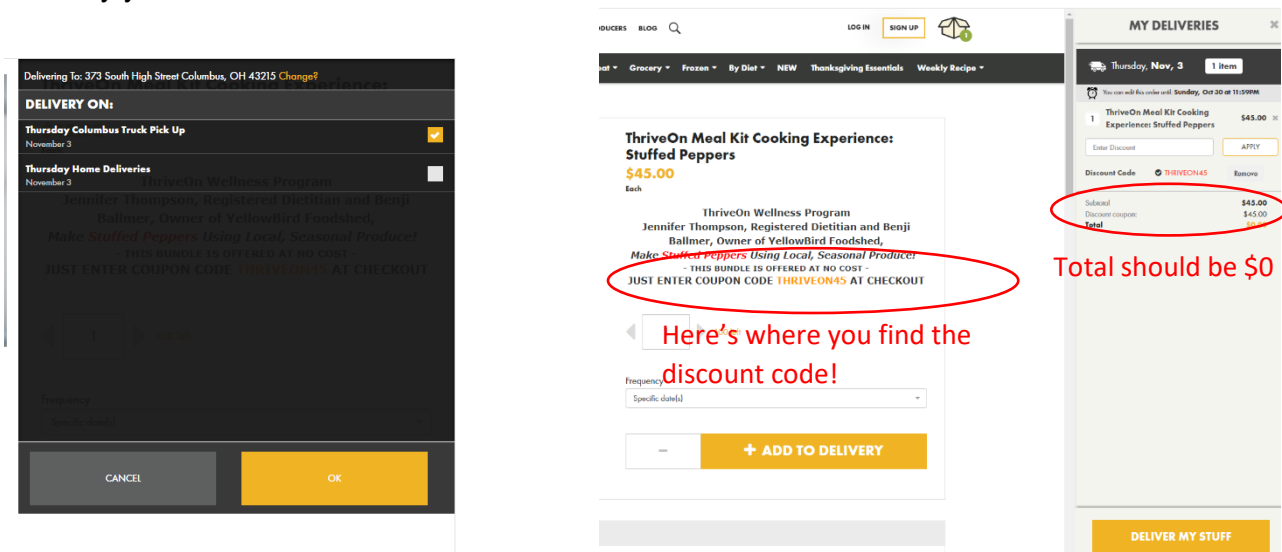 Delivering To: 373 South High Street Columbus, OH 43215 Change?
DELIVERY ON:
Thursday Columbus Truck Pick Up
November 3
Thursday Home Deliveries
November 3
ThriveOn Wellness Program
Jennifer Thompson, Registered Dietitian and Benji
Ballmer, Owner of YellowBird Foodshed,
Make Stuffed Peppers Using Local, Seasonal Produce!
- THIS BUNDLE IS OFFERED AT NO COST -
JUST ENTER COUPON CODE THRIVEON45 AT CHECKOUT
1
Frequency
Specific date(s)
CANCEL
OK
BLOG
LOG IN
SIGN UP
1
Grocery
Frozen
By Diet
NEW
Thanksgiving Essentials
Weekly Recipe
ThriveOn Meal Kit Cooking Experience:
Stuffed Peppers
$45.00
Each
ThriveOn Wellness Program
Jennifer Thompson, Registered Dietitian and Benji
Ballmer, Owner of YellowBird Foodshed,
Make Stuffed Peppers Using Local, Seasonal Produce!
- THIS BUNDLE IS OFFERED AT NO COST -
JUST ENTER COUPON CODE THRIVEON45 AT CHECKOUT
Here's where you find the
discount code!
Frequency
Specific date(s)
- + ADD TO DELIVERY
MY DELIVERIES ×
Thursday, Nov, 3 1 item
You can edit this order until Sunday, Oct 30 at 11:59PM
1 ThriveOn Meal Kit Cooking
Experience: Stuffed Peppers $45.00 ×
Enter Discount APPLY
Discount Code THRIVEON45 Remove
Subtotal $45.00
Discount coupon: $45.00
Total $0.00
Total should be $0
DELIVER MY STUFF